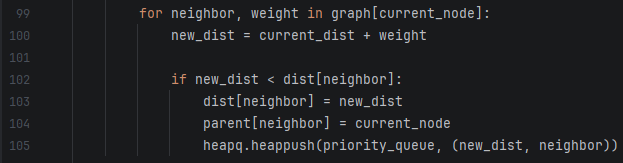 99 for neighbor, weight in graph[current_node]:
100 new_dist = current_dist + weight
101
102 if new_dist < dist[neighbor]:
103 dist[neighbor] = new_dist
104 parent[neighbor] = current_node
105 heapq.heappush(priority_queue, (new_dist, neighbor))